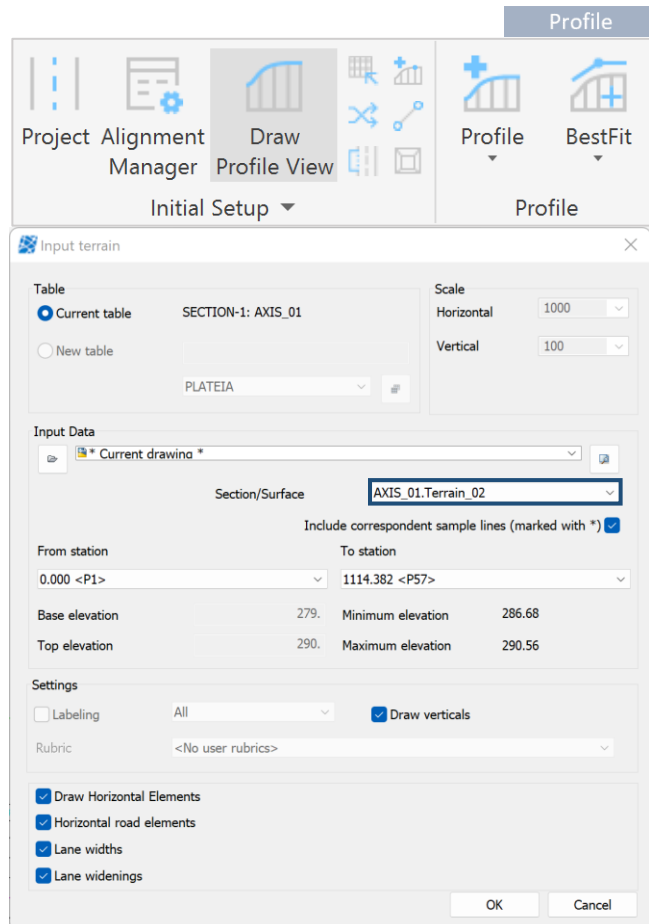 Profile
Project Alignment Manager Draw Profile View Profile BestFit
Initial Setup Profile
Input terrain
Table Scale
Current table SECTION-1: AXIS_01 Horizontal 1000
New table Vertical 100
PLATEIA
Input Data
* Current drawing *
Section/Surface AXIS_01.Terrain_02
Include correspondent sample lines (marked with *)
From station To station
0.000 <P1> 1114.382 <P57>
Base elevation 279. Minimum elevation 286.68
Top elevation 290. Maximum elevation 290.56
Settings
Labeling All Draw verticals
Rubric <No user rubrics>
Draw Horizontal Elements
Horizontal road elements
Lane widths
Lane widenings
OK Cancel